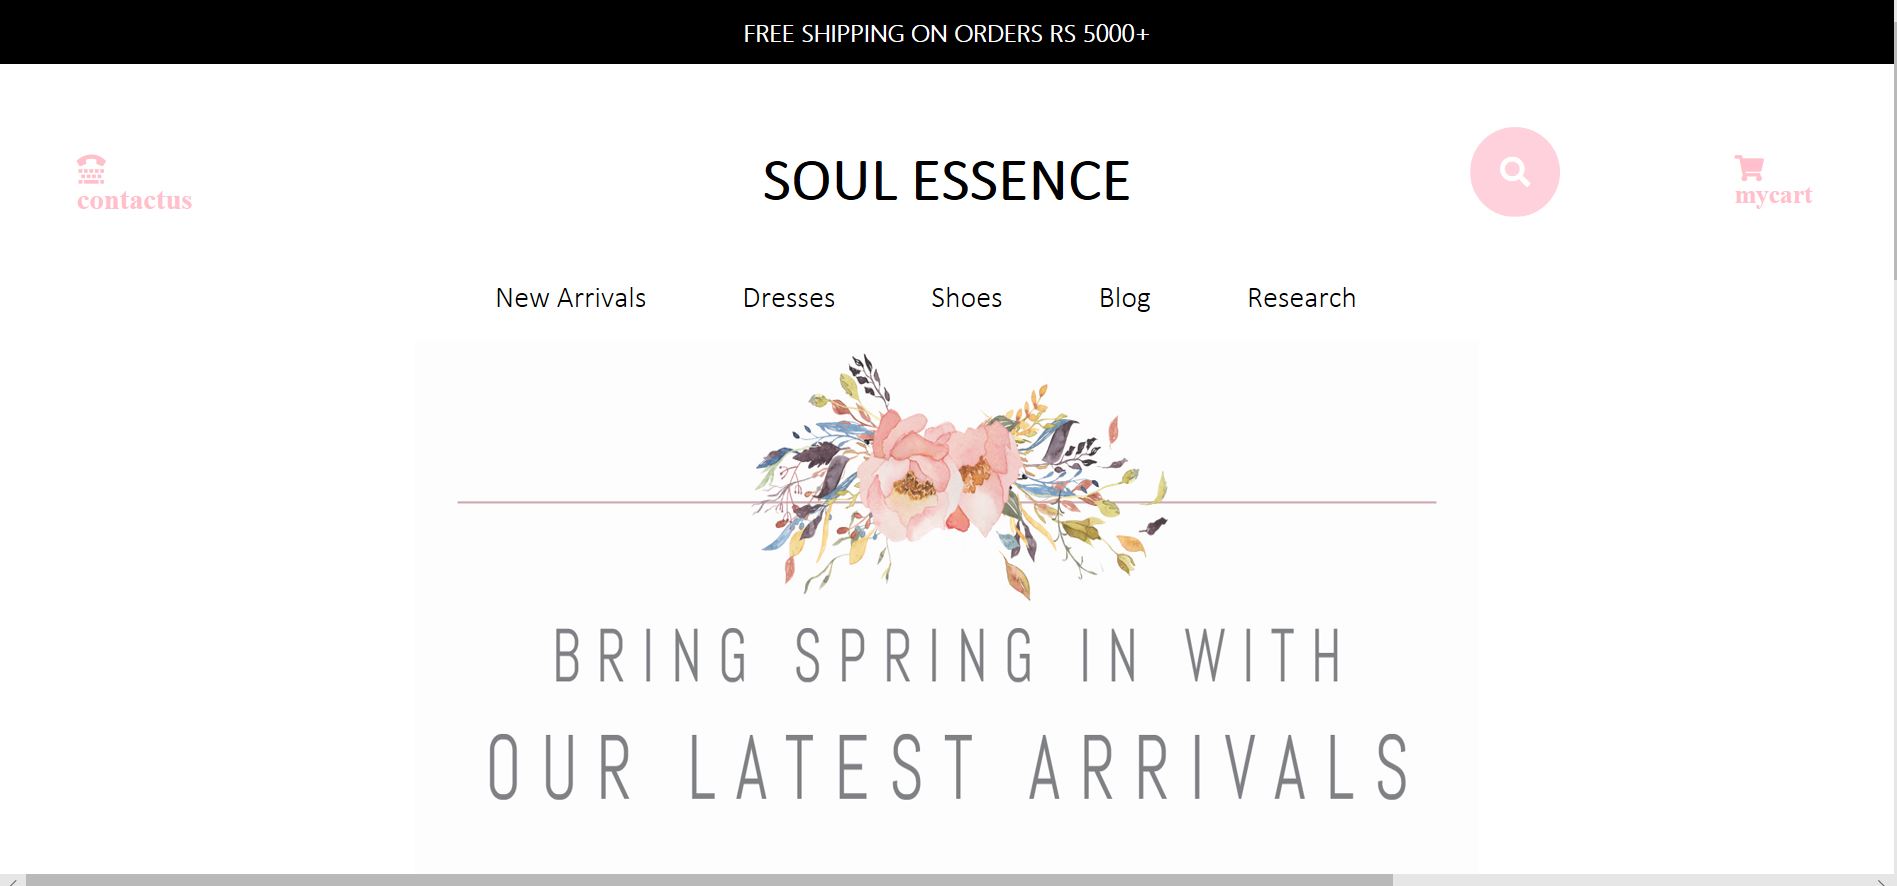 FREE SHIPPING ON ORDERS RS 5000+
contactus
SOUL ESSENCE
mycart
New Arrivals
Dresses
Shoes
Blog
Research
BRING SPRING IN WITH
OUR LATEST ARRIVALS